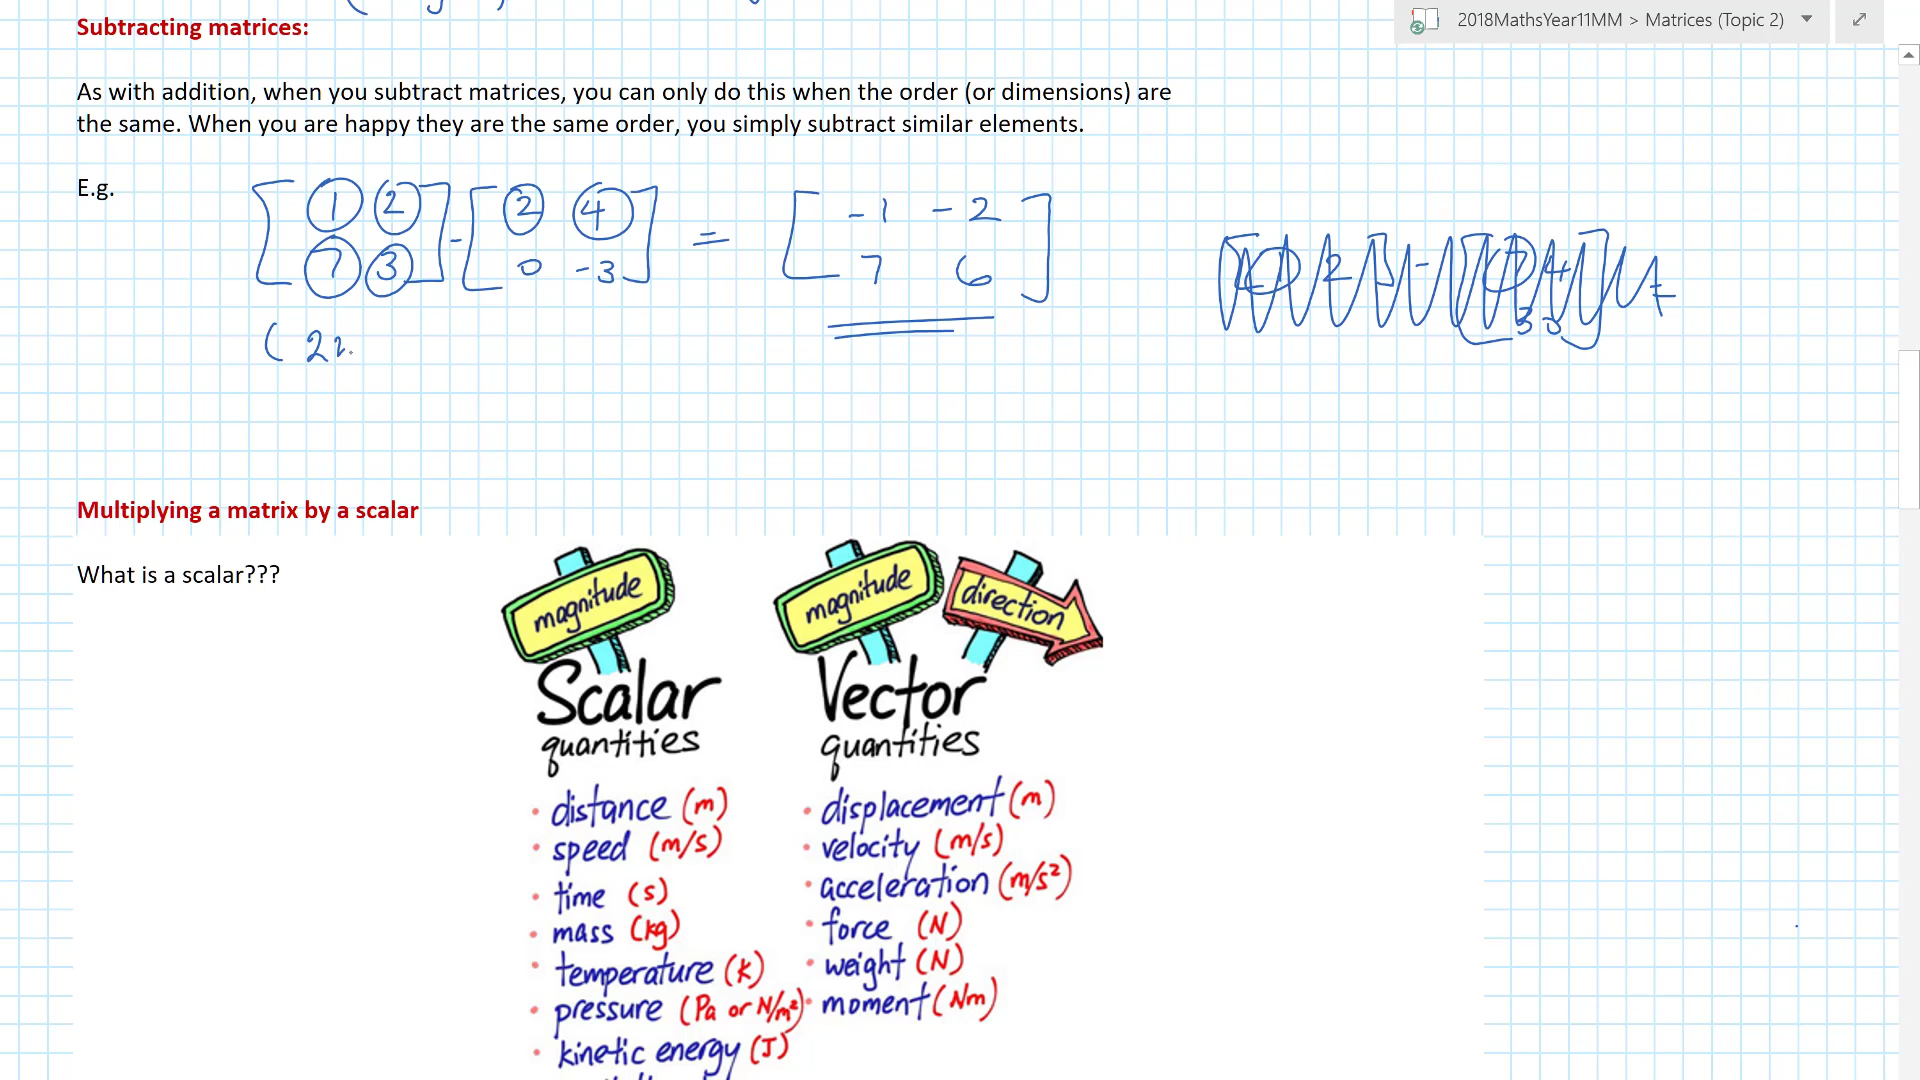 Subtracting matrices:
2018MathsYear11MM > Matrices (Topic 2)
As with addition, when you subtract matrices, you can only do this when the order (or dimensions) are
the same. When you are happy they are the same order, you simply subtract similar elements.
E.g.
[ 1 2 ] - [ 2 4 ] = [ -1 -2 ]
[ 7 3 ] [ 0 -3 ] [ 7 6 ]
( 2
Multiplying a matrix by a scalar
What is a scalar???
magnitude
magnitude direction
Scalar
quantities
• distance (m)
• speed (m/s)
• time (s)
• mass (kg)
• temperature (K)
• pressure (Pa or N/m²)
• kinetic energy (J)
Vector
quantities
• displacement (m)
• velocity (m/s)
• acceleration (m/s²)
• force (N)
• weight (N)
• moment (Nm)